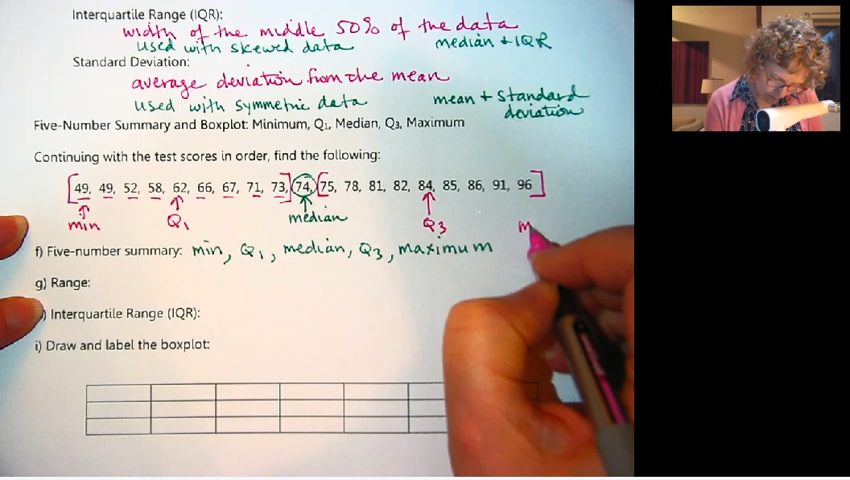 Interquartile Range (IQR):
width of the middle 50% of the data
used with skewed data median + IQR
Standard Deviation:
average deviation from the mean
used with symmetric data mean + standard deviation
Five-Number Summary and Boxplot: Minimum, Q₁, Median, Q₃, Maximum
Continuing with the test scores in order, find the following:
[49, 49, 52, 58, 62, 66, 67, 71, 73,] 74, [75, 78, 81, 82, 84, 85, 86, 91, 96]
min Q₁ median Q₃ m
f) Five-number summary: min, Q₁, median, Q₃, maximum
g) Range:
) Interquartile Range (IQR):
i) Draw and label the boxplot: